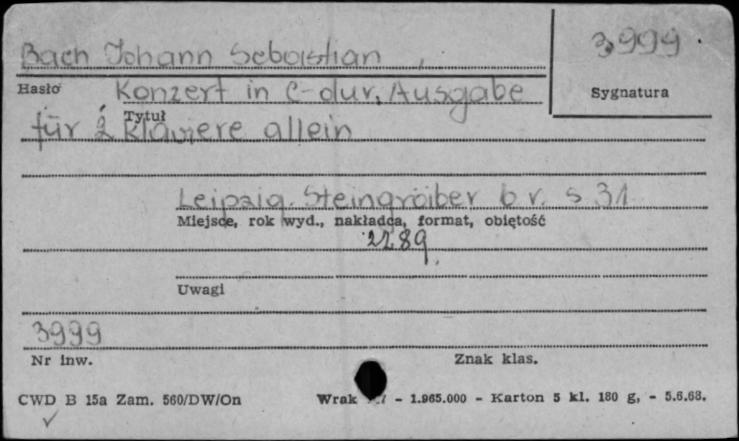 Bach Johann Sebastian,
3999
Hasło
Sygnatura
Konzert in C-dur. Ausgabe
Tytuł
für 2 Klaviere allein
Leipzig. Steingräber b.r. s 31
Miejsce, rok wyd., nakładca, format, objętość
2289
Uwagi
3999
Nr inw.
Znak klas.
CWD B 15a Zam. 560/DW/On
Wrak - 1.965.000 - Karton 5 kl. 180 g, - 5.6.68.